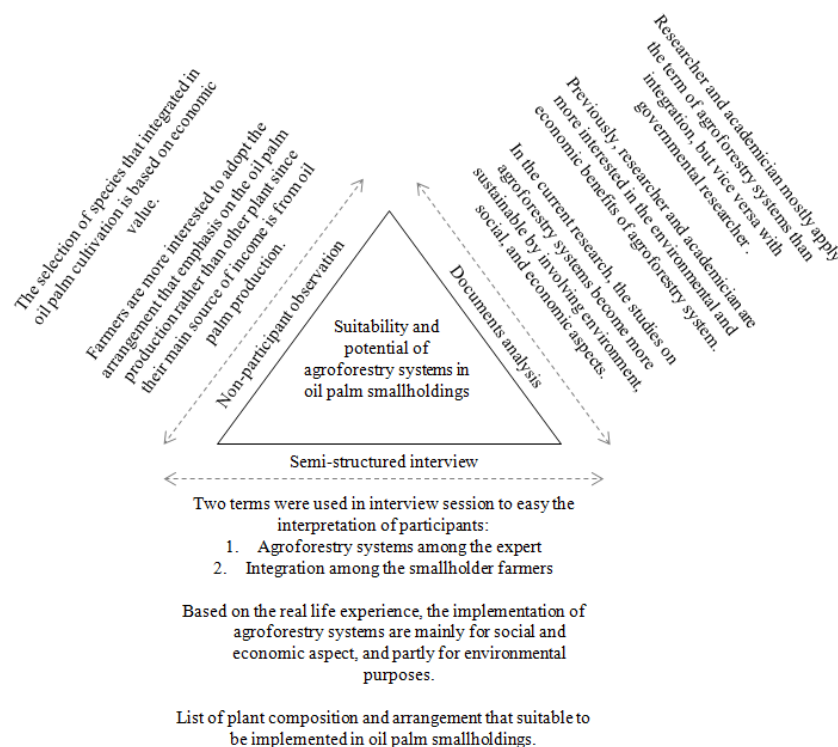 The selection of species that integrated in
oil palm cultivation is based on economic
value.
Farmers are more interested to adopt the
arrangement that emphasis on the oil palm
production rather than other plant since
their main source of income is from oil
palm production.
Non-participant observation
Researcher and academician mostly apply
the term of agroforestry systems than
integration, but vice versa with
governmental researcher .
Previously, researcher and academician are
more interested in the environmental and
economic benefits of agroforestry system.
In the current research, the studies on
agroforestry systems become more
sustainable by involving environment,
social, and economic aspects.
Documents analysis
Suitability and
potential of
agroforestry systems in
oil palm smallholdings
Semi-structured interview
Two terms were used in interview session to easy the
interpretation of participants:
1. Agroforestry systems among the expert
2. Integration among the smallholder farmers
Based on the real life experience, the implementation of
agroforestry systems are mainly for social and
economic aspect, and partly for environmental
purposes.
List of plant composition and arrangement that suitable to
be implemented in oil palm smallholdings.